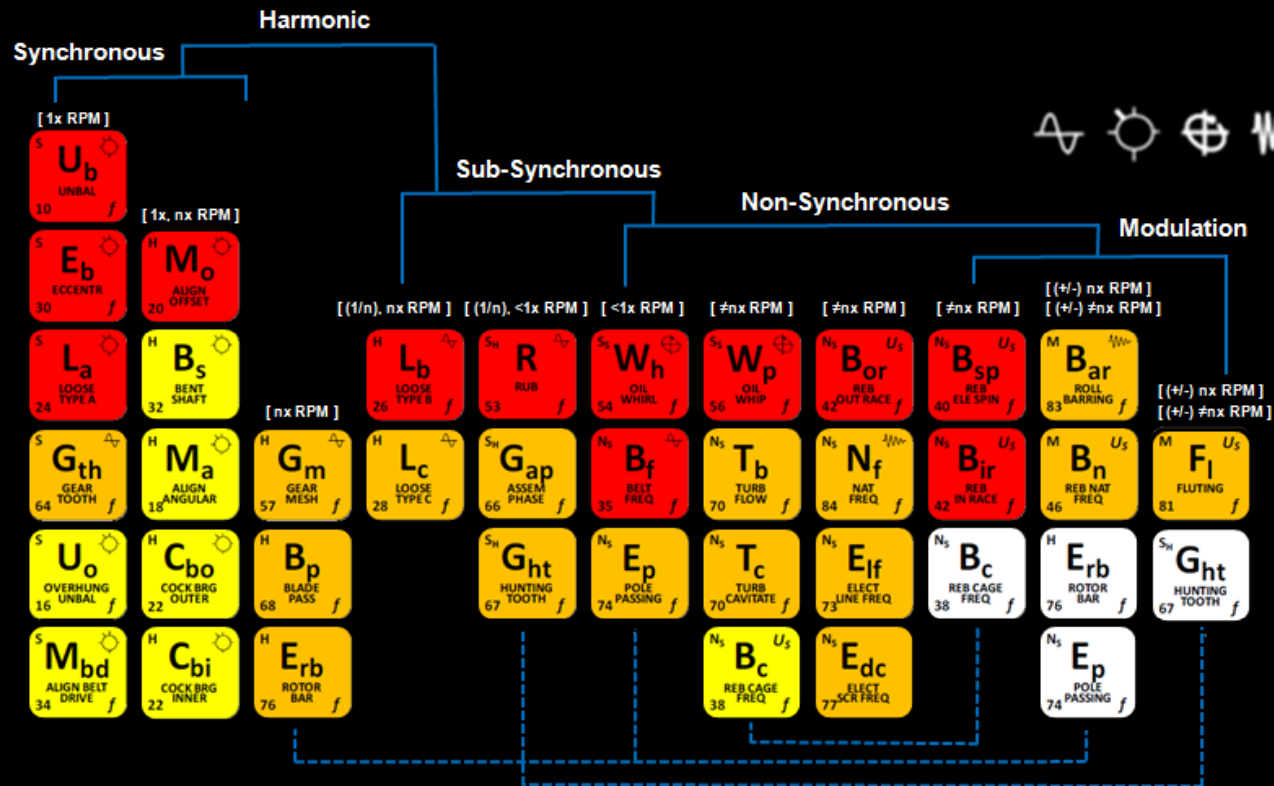 Harmonic
Synchronous
[ 1x RPM ]
S
Ub
UNBAL
10 f
Sub-Synchronous
Non-Synchronous
Modulation
[ 1x, nx RPM ]
S
Eb
ECCENTR
30 f
H
Mo
ALIGN
OFFSET
20 f
[ (1/n), nx RPM ]
[ (1/n), <1x RPM ]
[ <1x RPM ]
[ ≠nx RPM ]
[ ≠nx RPM ]
[ ≠nx RPM ]
[ (+/-) nx RPM ]
[ (+/-) ≠nx RPM ]
S
La
LOOSE
TYPE A
24 f
H
Bs
BENT
SHAFT
32 f
H
Lb
LOOSE
TYPE B
26 f
SH
R
RUB
53 f
SS
Wh
OIL
WHIRL
54 f
SS
Wp
OIL
WHIP
56 f
NS US
Bor
REB
OUT RACE
42 f
NS US
Bsp
REB
ELE SPIN
40 f
M
Bar
ROLL
BARRING
83 f
[ nx RPM ]
[ (+/-) nx RPM ]
[ (+/-) ≠nx RPM ]
S
Gth
GEAR
TOOTH
64 f
H
Ma
ALIGN
ANGULAR
18 f
H
Gm
GEAR
MESH
57 f
H
Lc
LOOSE
TYPE C
28 f
SH
Gap
ASSEM
PHASE
66 f
NS
Bf
BELT
FREQ
35 f
NS
Tb
TURB
FLOW
70 f
NS
Nf
NAT
FREQ
84 f
NS US
Bir
REB
IN RACE
42 f
M US
Bn
REB NAT
FREQ
46 f
M US
Fl
FLUTING
81 f
S
Uo
OVERHUNG
UNBAL
16 f
H
Cbo
COCK BRG
OUTER
22 f
H
Bp
BLADE
PASS
68 f
SH
Ght
HUNTING
TOOTH
67 f
NS
Ep
POLE
PASSING
74 f
NS
Tc
TURB
CAVITATE
70 f
NS
Elf
ELECT
LINE FREQ
73 f
NS
Bc
REB CAGE
FREQ
38 f
H
Erb
ROTOR
BAR
76 f
SH
Ght
HUNTING
TOOTH
67 f
S
Mbd
ALIGN BELT
DRIVE
34 f
H
Cbi
COCK BRG
INNER
22 f
H
Erb
ROTOR
BAR
76 f
NS US
Bc
REB CAGE
FREQ
38 f
NS
Edc
ELECT
SCR FREQ
77 f
NS
Ep
POLE
PASSING
74 f